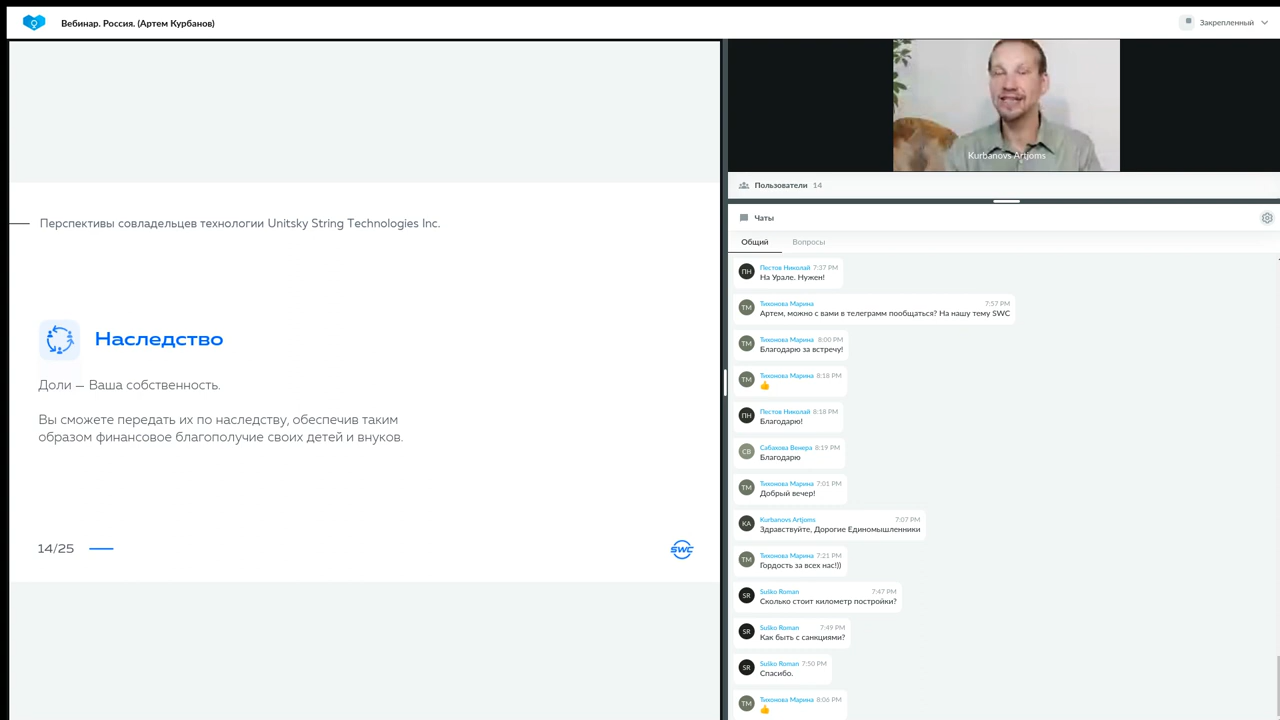 Вебинар. Россия. (Артем Курбанов)
Закрепленный
Перспективы совладельцев технологии Unitsky String Technologies Inc.
Наследство
Доли — Ваша собственность.
Вы сможете передать их по наследству, обеспечив таким
образом финансовое благополучие своих детей и внуков.
14/25
SWC
Kurbanovs Artjoms
Пользователи 14
Чаты
Общий Вопросы
ПН Пестов Николай 7:37 PM
На Урале. Нужен!
ТМ Тихонова Марина 7:57 PM
Артем, можно с вами в телеграмм пообщаться? На нашу тему SWC
ТМ Тихонова Марина 8:00 PM
Благодарю за встречу!
ТМ Тихонова Марина 8:18 PM
👍
ПН Пестов Николай 8:18 PM
Благодарю!
СВ Сабахова Венера 8:19 PM
Благодарю
ТМ Тихонова Марина 7:01 PM
Добрый вечер!
KA Kurbanovs Artjoms 7:07 PM
Здравствуйте, Дорогие Единомышленники
ТМ Тихонова Марина 7:21 PM
Гордость за всех нас!))
SR Suško Roman 7:47 PM
Сколько стоит километр постройки?
SR Suško Roman 7:49 PM
Как быть с санкциями?
SR Suško Roman 7:50 PM
Спасибо.
ТМ Тихонова Марина 8:06 PM
👍